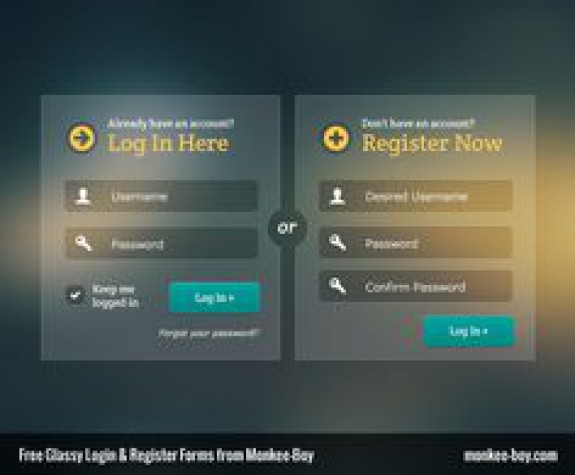 Already have an account?
Log In Here
Username
Password
Keep me
logged in
Log In »
Forgot your password?
or
Don't have an account?
Register Now
Desired Username
Password
Confirm Password
Log In »
Free Glassy Login & Register Forms from Monkee-Boy
monkee-boy.com